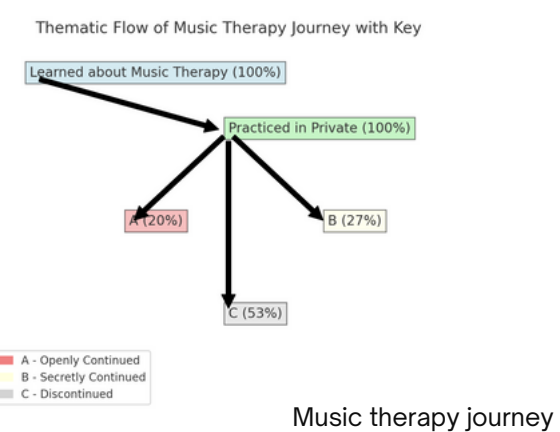 Thematic Flow of Music Therapy Journey with Key
Learned about Music Therapy (100%)
Practiced in Private (100%)
A (20%)
B (27%)
C (53%)
A - Openly Continued
B - Secretly Continued
C - Discontinued
Music therapy journey